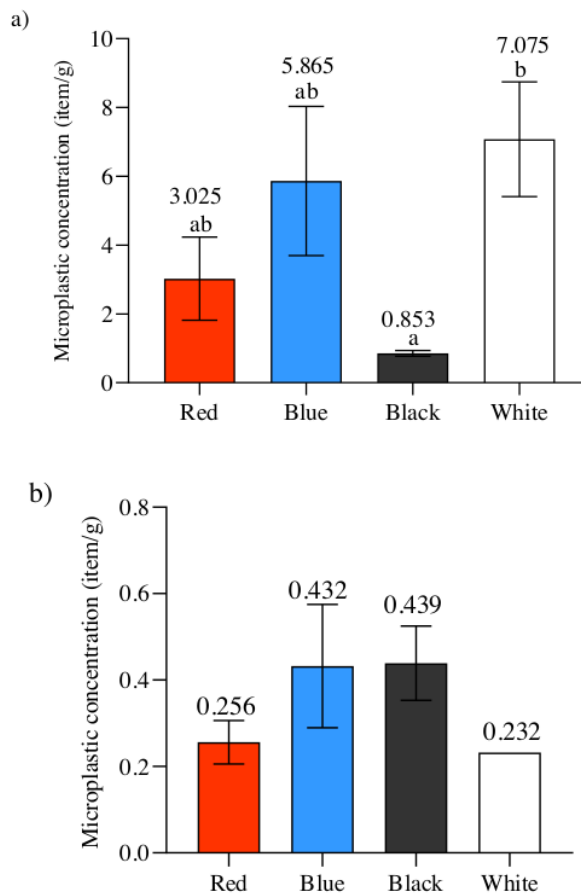 a)
Microplastic concentration (item/g)
10
8
6
4
2
0
3.025
ab
5.865
ab
0.853
a
7.075
b
Red Blue Black White
b)
Microplastic concentration (item/g)
0.8
0.6
0.4
0.2
0.0
0.256
0.432
0.439
0.232
Red Blue Black White